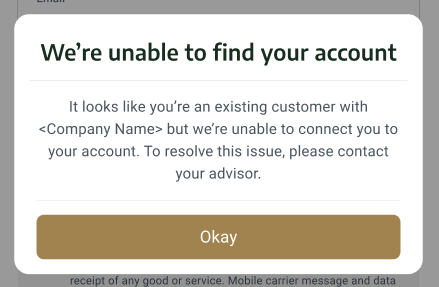 Email
We’re unable to find your account
It looks like you’re an existing customer with
<Company Name> but we’re unable to connect you to
your account. To resolve this issue, please contact
your advisor.
Okay
receipt of any good or service. Mobile carrier message and data